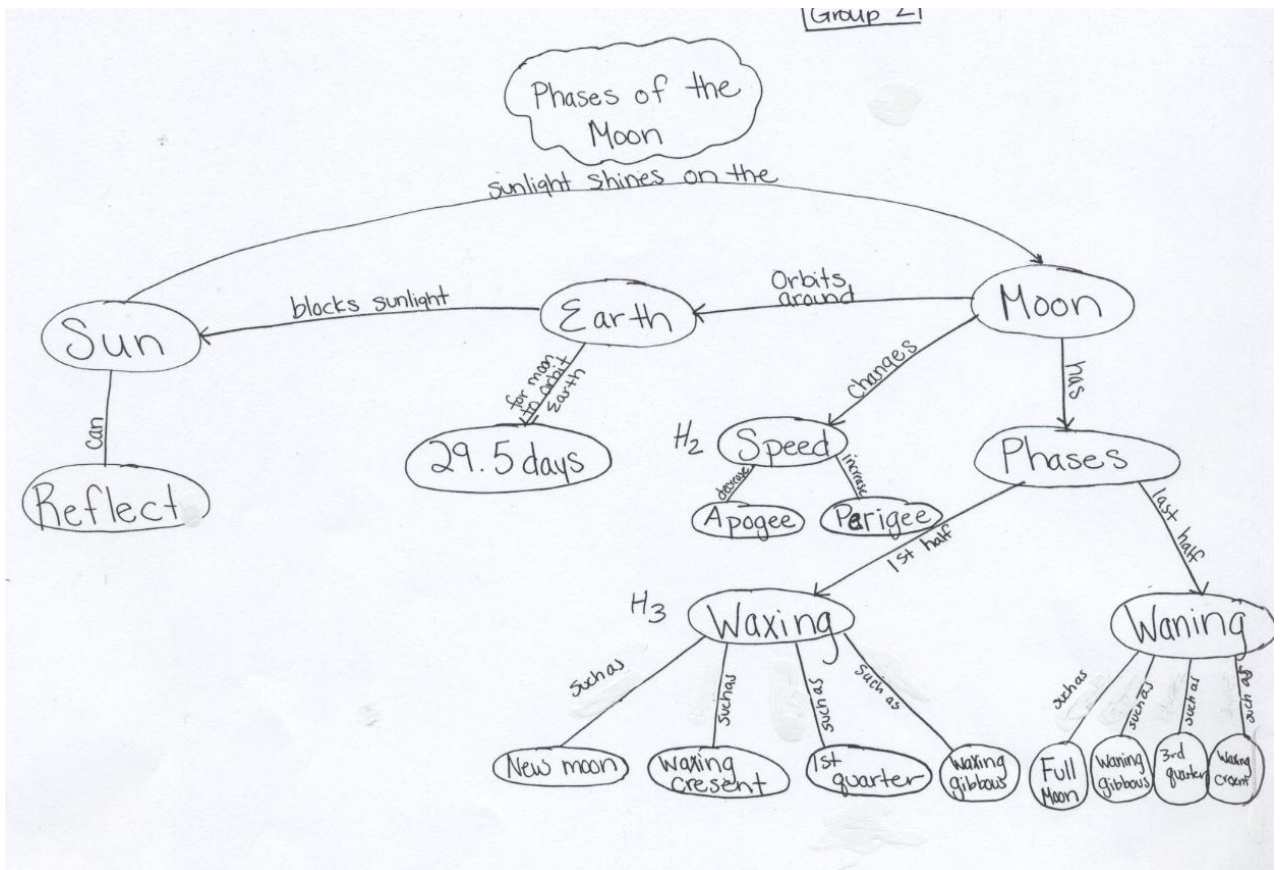 Group 2
Phases of the
Moon
sunlight shines on the
Sun
blocks sunlight
Earth
Orbits
around
Moon
can
Reflect
for moon
to orbit
Earth
29.5 days
changes
has
H2
Speed
decrease
increase
Apogee
Perigee
Phases
1st half
last half
H3
Waxing
Waning
such as
such as
such as
such as
such as
such as
such as
such as
New moon
Waxing
cresent
1st
quarter
Waxing
gibbous
Full
Moon
Waning
gibbous
3rd
quarter